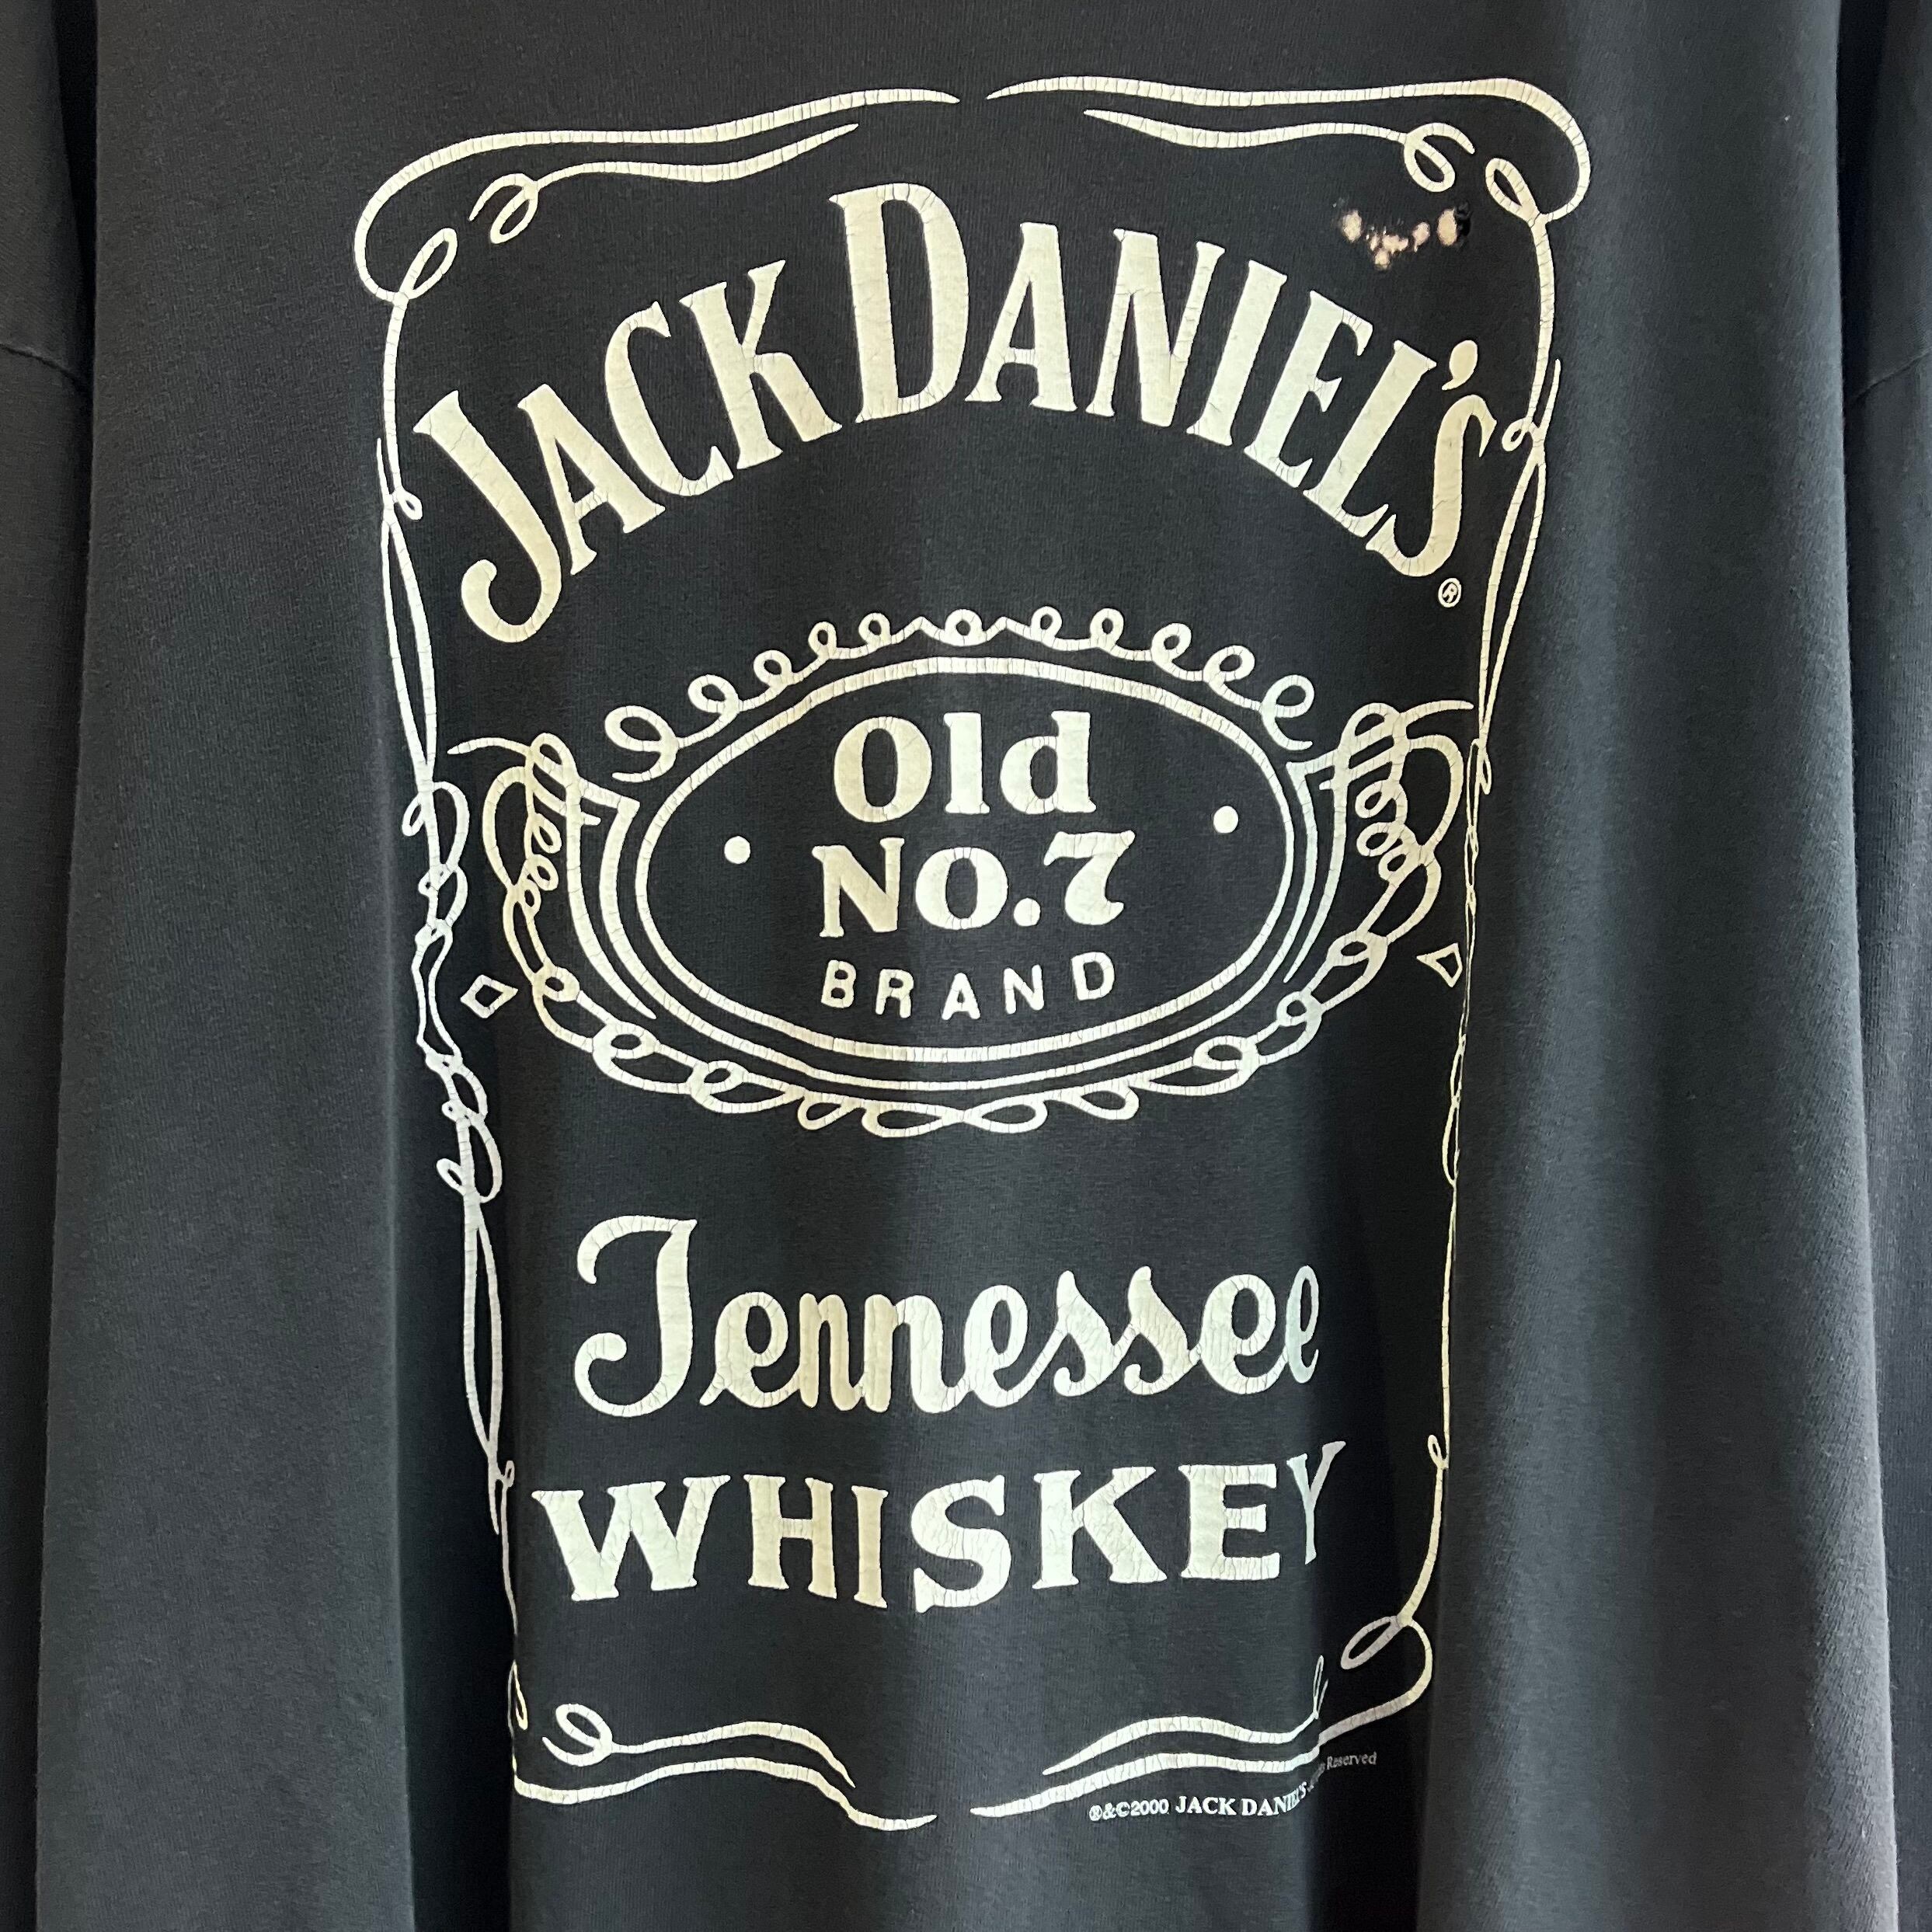 JACK DANIEL'S
®
Old
No.7
BRAND
Tennessee
WHISKEY
®&©2000 JACK DANIEL'S Reserved